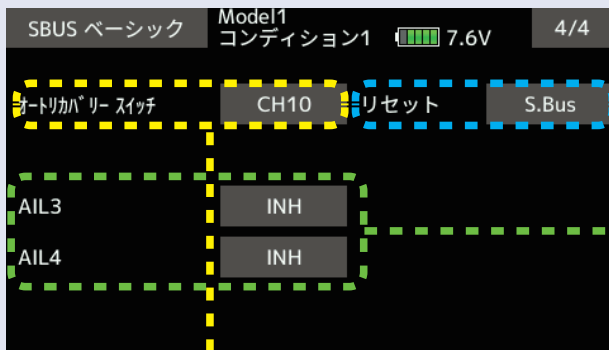 SBUS ベーシック
Model1
コンディション1 7.6V
4/4
オートリカバリー スイッチ CH10 リセット S.Bus
AIL3 INH
AIL4 INH